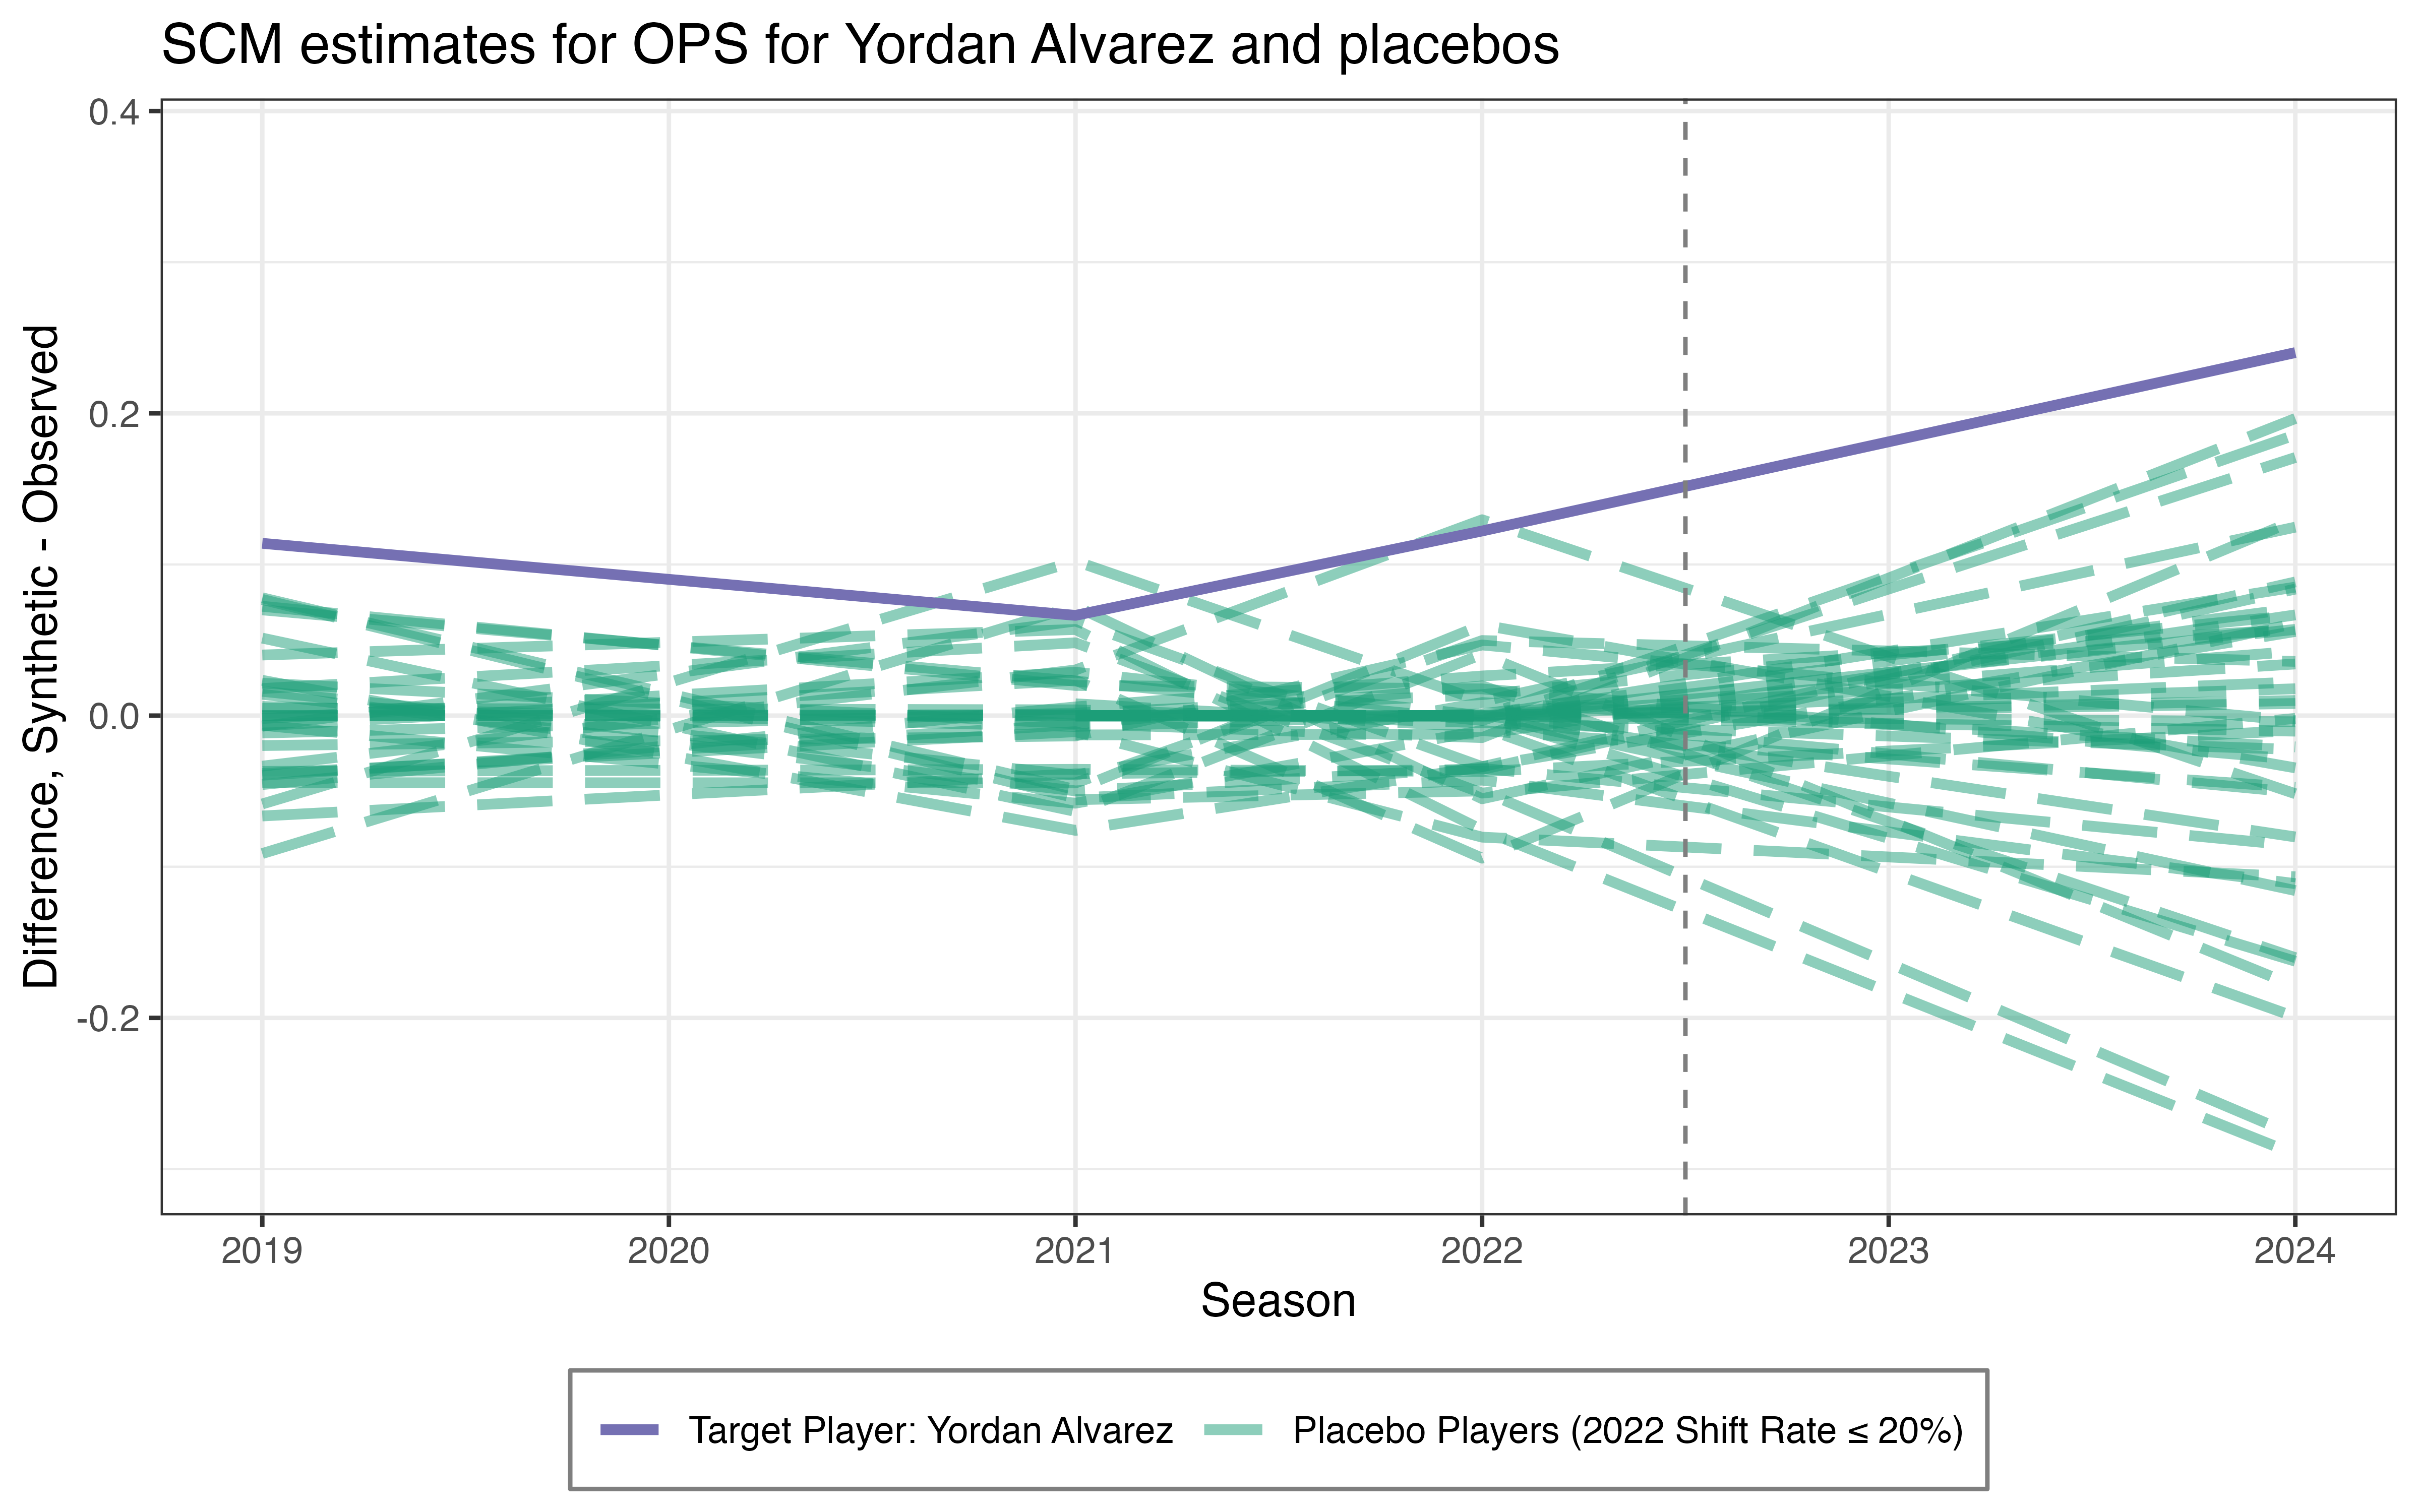 SCM estimates for OPS for Yordan Alvarez and placebos
Difference, Synthetic - Observed
0.4
0.2
0.0
-0.2
2019 2020 2021 2022 2023 2024
Season
Target Player: Yordan Alvarez Placebo Players (2022 Shift Rate ≤ 20%)